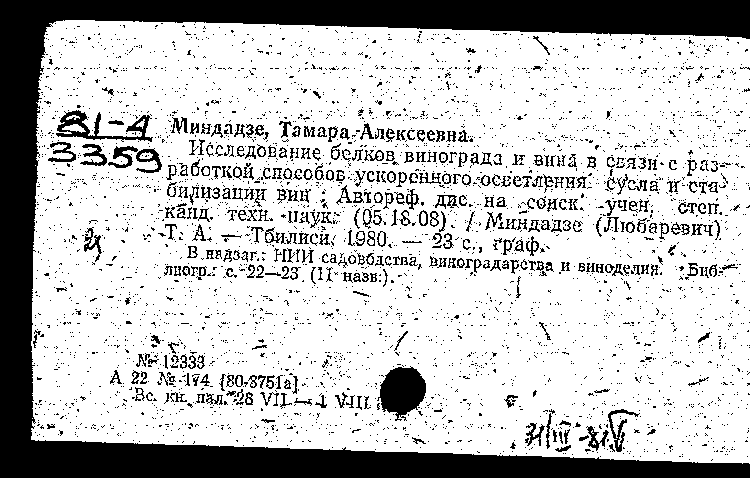 81-4
3359
Миндадзе, Тамара Алексеевна.
Исследование белков винограда и вина в связи с раз-
работкой способов ускоренного осветления сусла и ста-
билизации вин : Автореф. дис. на соиск. учен. степ.
канд. техн. наук. (05.18.08). / Миндадзе (Любаревич)
Т. А. — Тбилиси, 1980. — 23 с., граф.
В надзаг.: НИИ садоводства, виноградарства и виноделия. Биб-
лиогр.: с. 22—23 (11 назв.).
№ 12333
А 22 № 174 [80-3751а]
Вс. кн. пал. 28 VII — 1 VIII